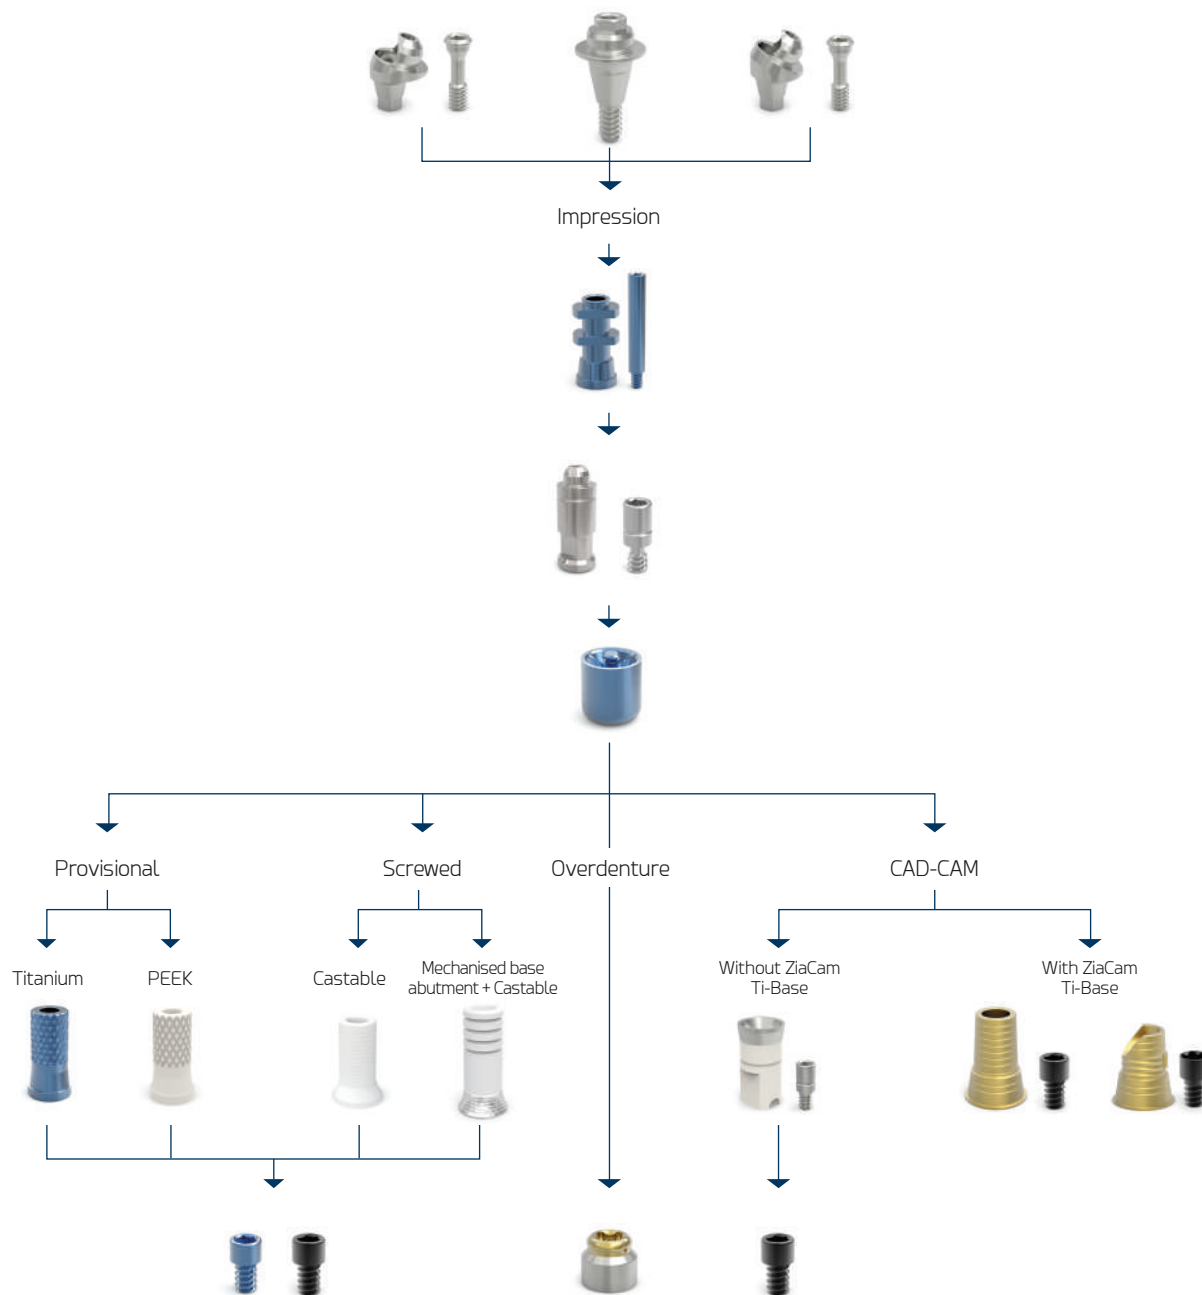 Impression
Provisional
Screwed
Overdenture
CAD-CAM
Titanium
PEEK
Castable
Mechanised base
abutment + Castable
Without ZiaCam
Ti-Base
With ZiaCam
Ti-Base